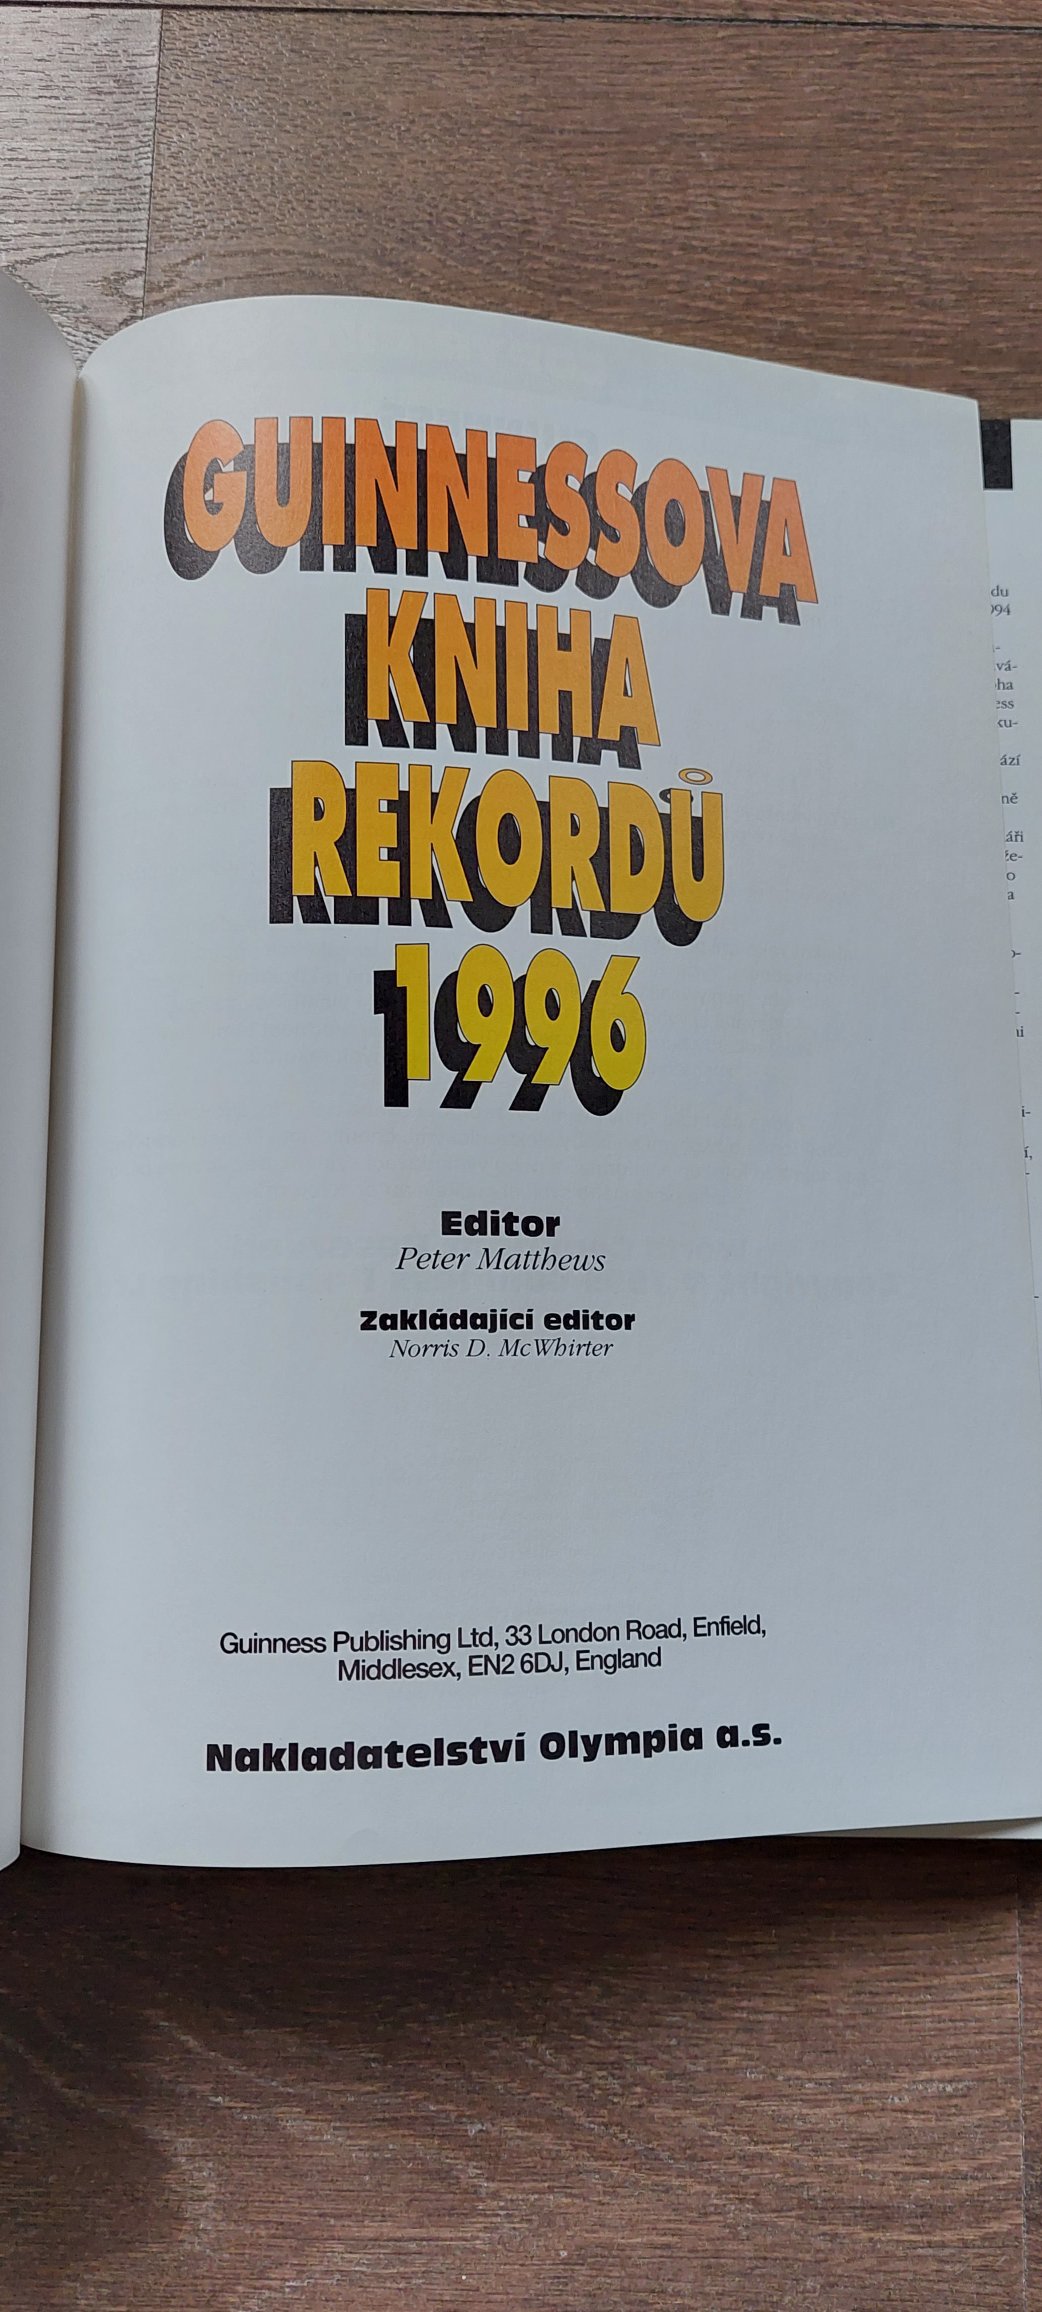 GUINNESSOVA
KNIHA
REKORDŮ
1996
Editor
Peter Matthews
Zakládající editor
Norris D. McWhirter
Guinness Publishing Ltd, 33 London Road, Enfield,
Middlesex, EN2 6DJ, England
Nakladatelství Olympia a.s.